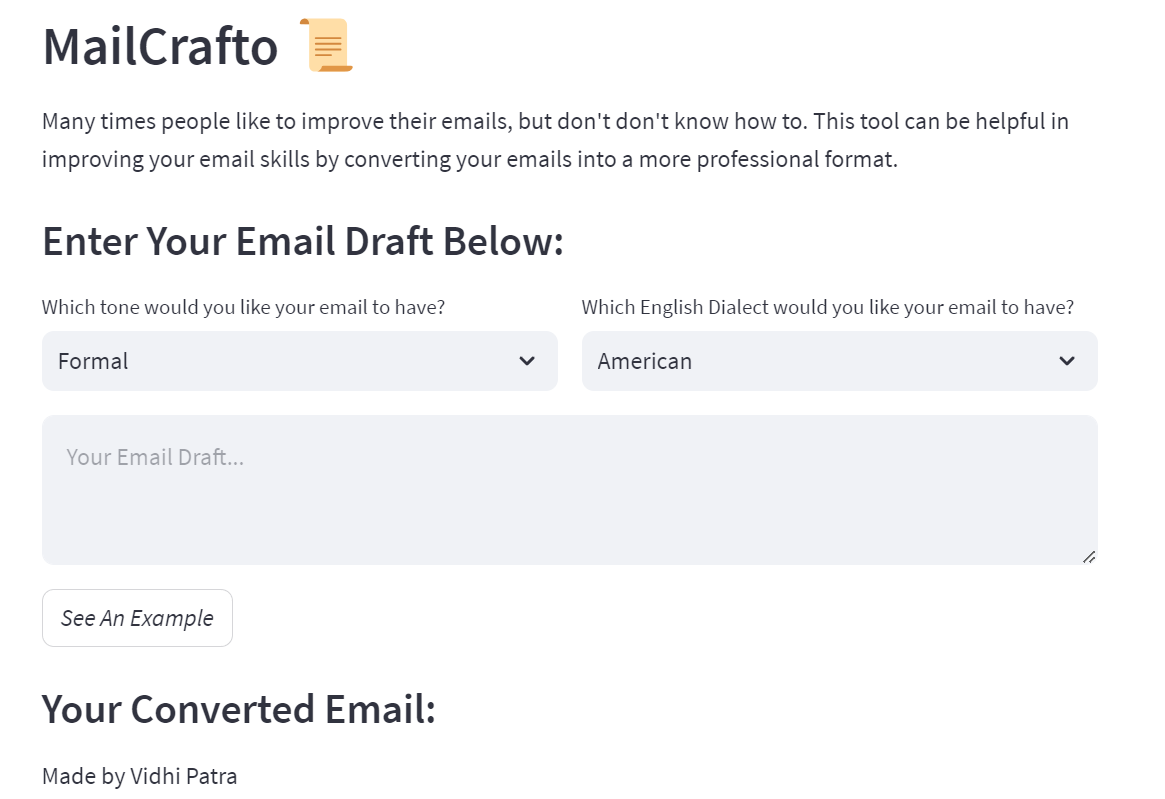 MailCrafto
Many times people like to improve their emails, but don't don't know how to. This tool can be helpful in
improving your email skills by converting your emails into a more professional format.
Enter Your Email Draft Below:
Which tone would you like your email to have?
Which English Dialect would you like your email to have?
Formal
American
Your Email Draft...
See An Example
Your Converted Email:
Made by Vidhi Patra